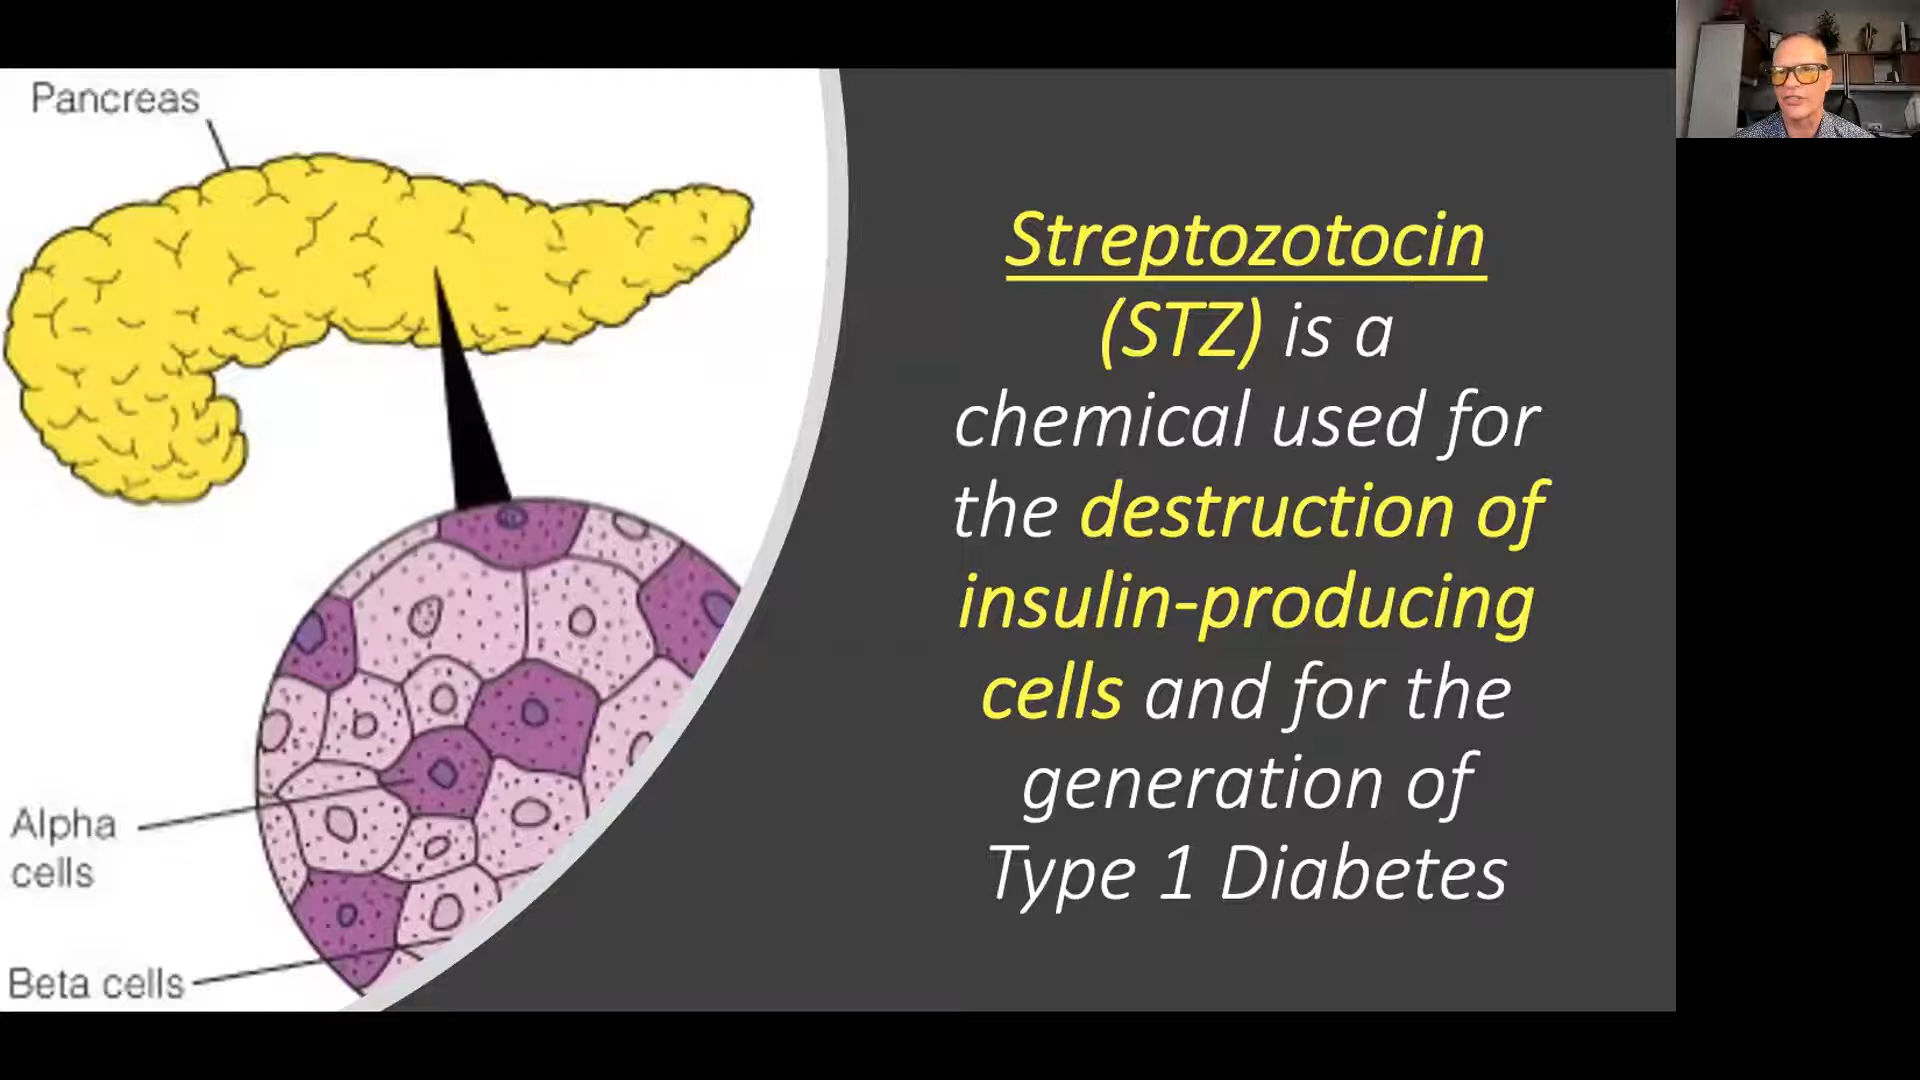 Pancreas
Alpha
cells
Beta cells
Streptozotocin
(STZ) is a
chemical used for
the destruction of
insulin-producing
cells and for the
generation of
Type 1 Diabetes